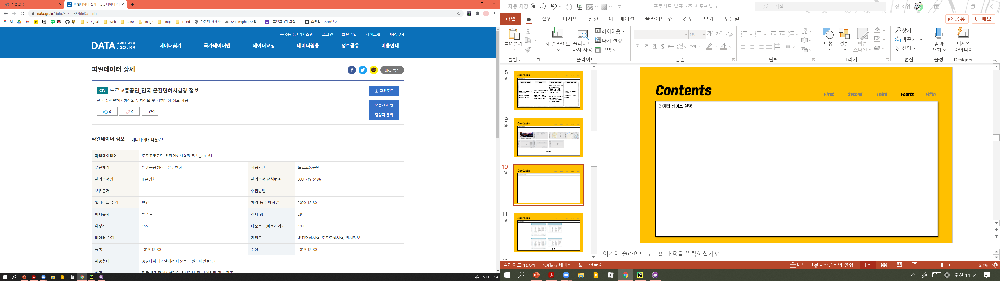 학원검색
파일데이터 상세 | 공공데이터포
data.go.kr/data/3072266/fileData.do
앱
K-Digital
Web
CS50
Image
Emoji
Trend
다함께 차차차
SKT Insight | SK텔...
T프렌즈 4기 모집...
스펙업 - 2019년 2...
목록등록관리시스템
로그인
회원가입
사이트맵
ENGLISH
DATA 공공데이터포털
.GO.KR
데이터찾기
국가데이터맵
데이터요청
데이터활용
정보공유
이용안내
파일데이터 상세
URL 복사
CSV 도로교통공단_전국 운전면허시험장 정보
다운로드
전국 운전면허시험장의 위치정보 및 시험일정 정보 제공
오류신고 및
담당자 문의
0
0
관심
파일데이터 정보
메타데이터 다운로드
파일데이터명 도로교통공단 운전면허시험장 정보_2019년
분류체계 일반공공행정 - 일반행정 제공기관 도로교통공단
관리부서명 IT운영처 관리부서 전화번호 033-749-5186
보유근거 수집방법
업데이트 주기 연간 차기 등록 예정일 2020-12-30
매체유형 텍스트 전체 행 29
확장자 CSV 다운로드(바로가기) 194
데이터 한계 키워드 운전면허시험, 도로주행시험, 위치정보
등록 2019-12-30 수정 2019-12-30
제공형태 공공데이터포털에서 다운로드(원문파일등록)
설명 전국 운전면허시험장의 위치정보 및 시험일정 정보 제공
오전 11:54
자동 저장 끔
프로젝트 발표_3조_지도편달.p...
검색
장 소영
파일 홈 삽입 디자인 전환 애니메이션 슬라이드 쇼 검토 보기 도움말
공유
메모
붙여넣기
클립보드
새 슬라이드
슬라이드
다시 사용
레이아웃
다시 설정
구역
슬라이드
18
글꼴
단락
도형
정렬
빠른
스타일
그리기
찾기
바꾸기
선택
편집
받아
쓰기
음성
디자인
아이디어
Designer
8
Contents
9
Contents
10
Contents
11
Contents
Contents
First Second Third Fourth Fifth
데이터 베이스 설명
여기에 슬라이드 노트의 내용을 입력하십시오
슬라이드 10/21
"Office 테마"
한국어
메모
디스플레이 설정
63%
오전 11:54